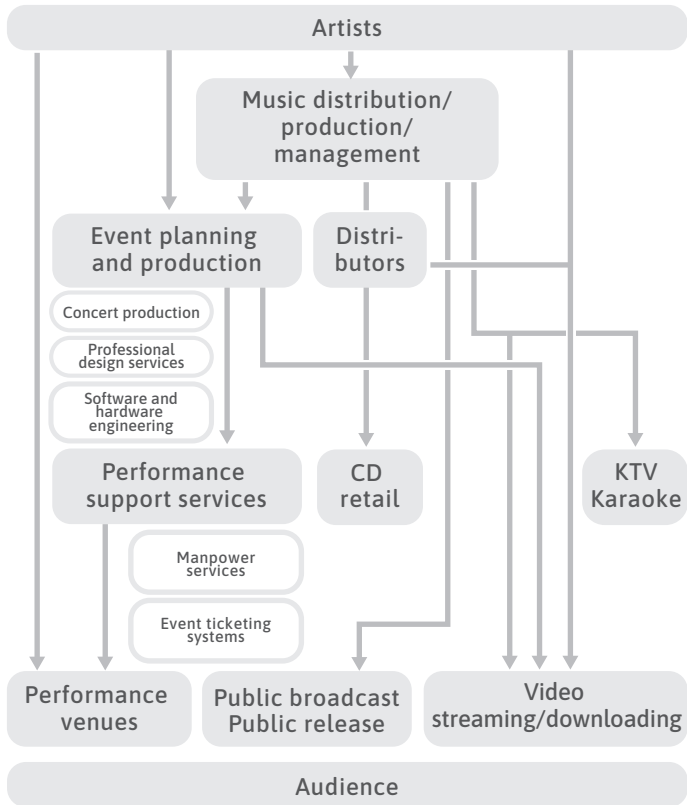 Artists
Music distribution/
production/
management
Event planning
and production
Distri-
butors
Concert production
Professional
design services
Software and
hardware
engineering
Performance
support services
CD
retail
KTV
Karaoke
Manpower
services
Event ticketing
systems
Performance
venues
Public broadcast
Public release
Video
streaming/downloading
Audience